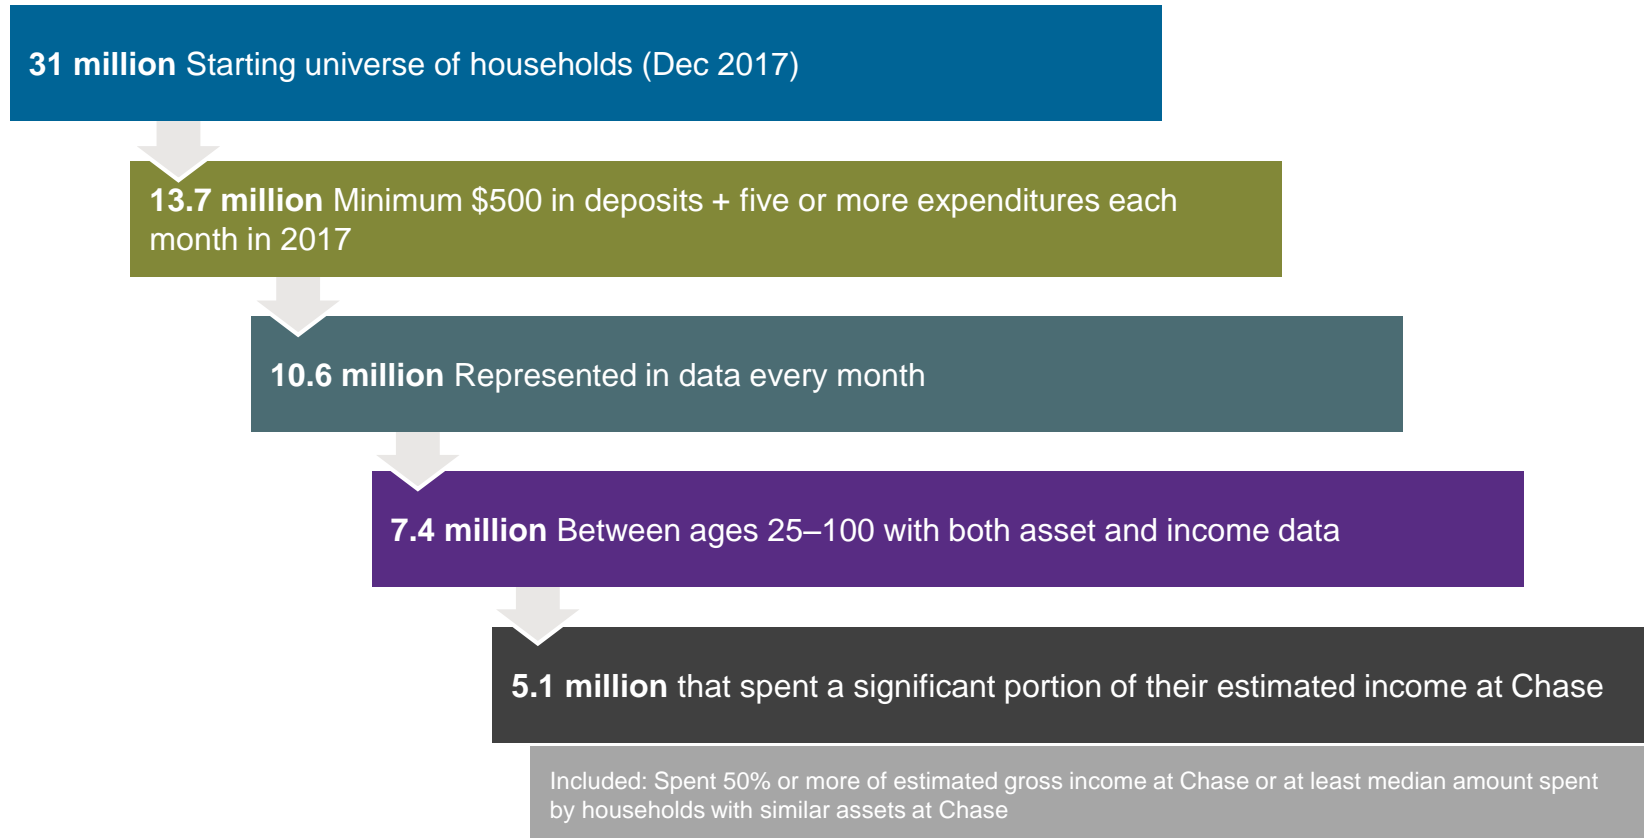 31 million Starting universe of households (Dec 2017)
13.7 million Minimum $500 in deposits + five or more expenditures each
month in 2017
10.6 million Represented in data every month
7.4 million Between ages 25–100 with both asset and income data
5.1 million that spent a significant portion of their estimated income at Chase
Included: Spent 50% or more of estimated gross income at Chase or at least median amount spent
by households with similar assets at Chase